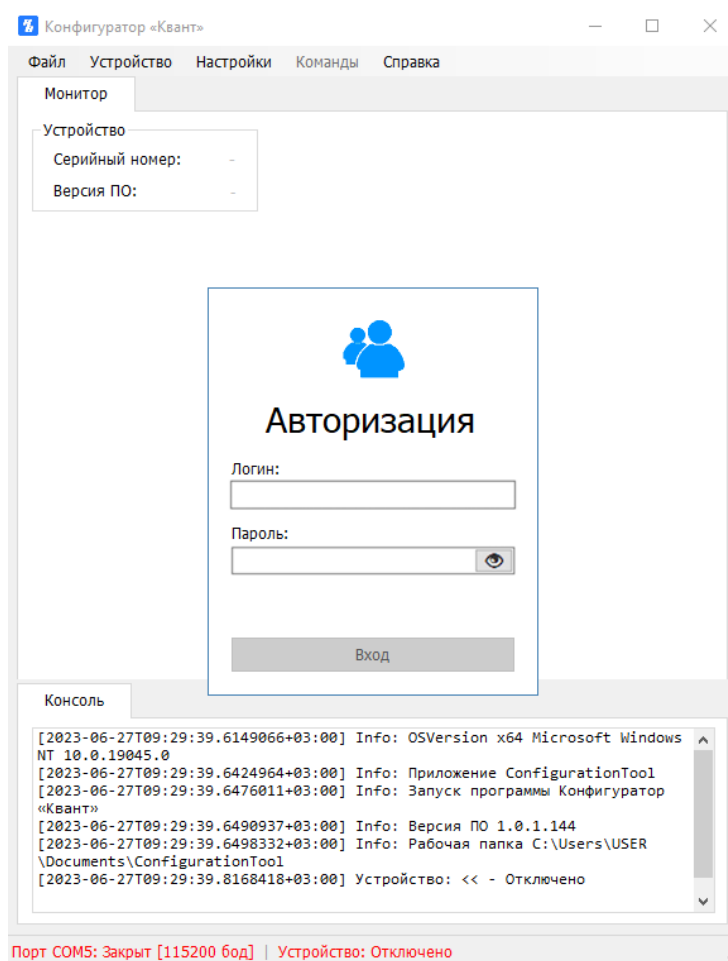 Конфигуратор «Квант»
Файл Устройство Настройки Команды Справка
Монитор
Устройство
Серийный номер: -
Версия ПО: -
Авторизация
Логин:
Пароль:
Вход
Консоль
[2023-06-27T09:29:39.6149066+03:00] Info: OSVersion x64 Microsoft Windows
NT 10.0.19045.0
[2023-06-27T09:29:39.6424964+03:00] Info: Приложение ConfigurationTool
[2023-06-27T09:29:39.6476011+03:00] Info: Запуск программы Конфигуратор
«Квант»
[2023-06-27T09:29:39.6490937+03:00] Info: Версия ПО 1.0.1.144
[2023-06-27T09:29:39.6498332+03:00] Info: Рабочая папка C:\Users\USER
\Documents\ConfigurationTool
[2023-06-27T09:29:39.8168418+03:00] Устройство: << - Отключено
Порт COM5: Закрыт [115200 бод] | Устройство: Отключено